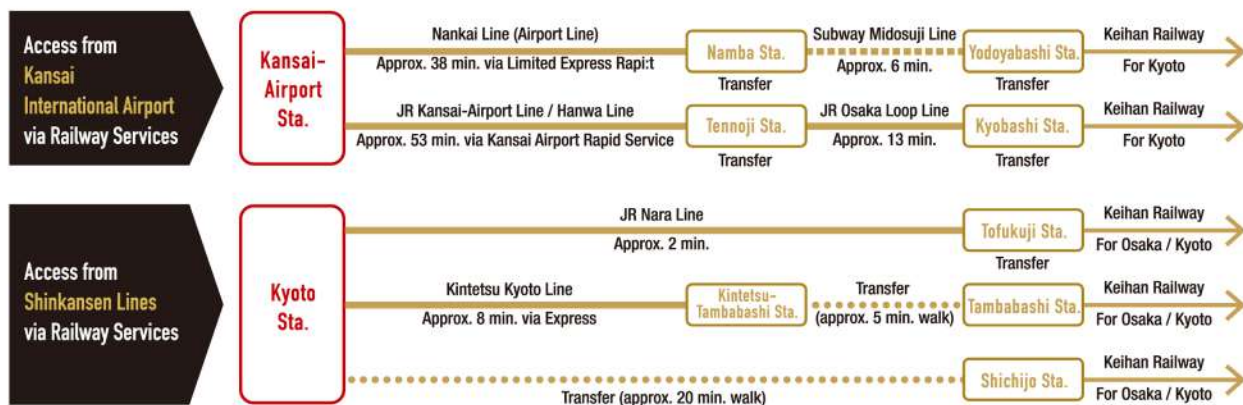 Access from
Kansai
International Airport
via Railway Services
Kansai-
Airport
Sta.
Nankai Line (Airport Line)
Approx. 38 min. via Limited Express Rapi:t
Namba Sta.
Transfer
Subway Midosuji Line
Approx. 6 min.
Yodoyabashi Sta.
Transfer
Keihan Railway
For Kyoto
JR Kansai-Airport Line / Hanwa Line
Approx. 53 min. via Kansai Airport Rapid Service
Tennoji Sta.
Transfer
JR Osaka Loop Line
Approx. 13 min.
Kyobashi Sta.
Transfer
Keihan Railway
For Kyoto
Access from
Shinkansen Lines
via Railway Services
Kyoto
Sta.
JR Nara Line
Approx. 2 min.
Tofukuji Sta.
Transfer
Keihan Railway
For Osaka / Kyoto
Kintetsu Kyoto Line
Approx. 8 min. via Express
Kintetsu-
Tambabashi Sta.
Transfer
(approx. 5 min. walk)
Tambabashi Sta.
Keihan Railway
For Osaka / Kyoto
Transfer (approx. 20 min. walk)
Shichijo Sta.
Keihan Railway
For Osaka / Kyoto